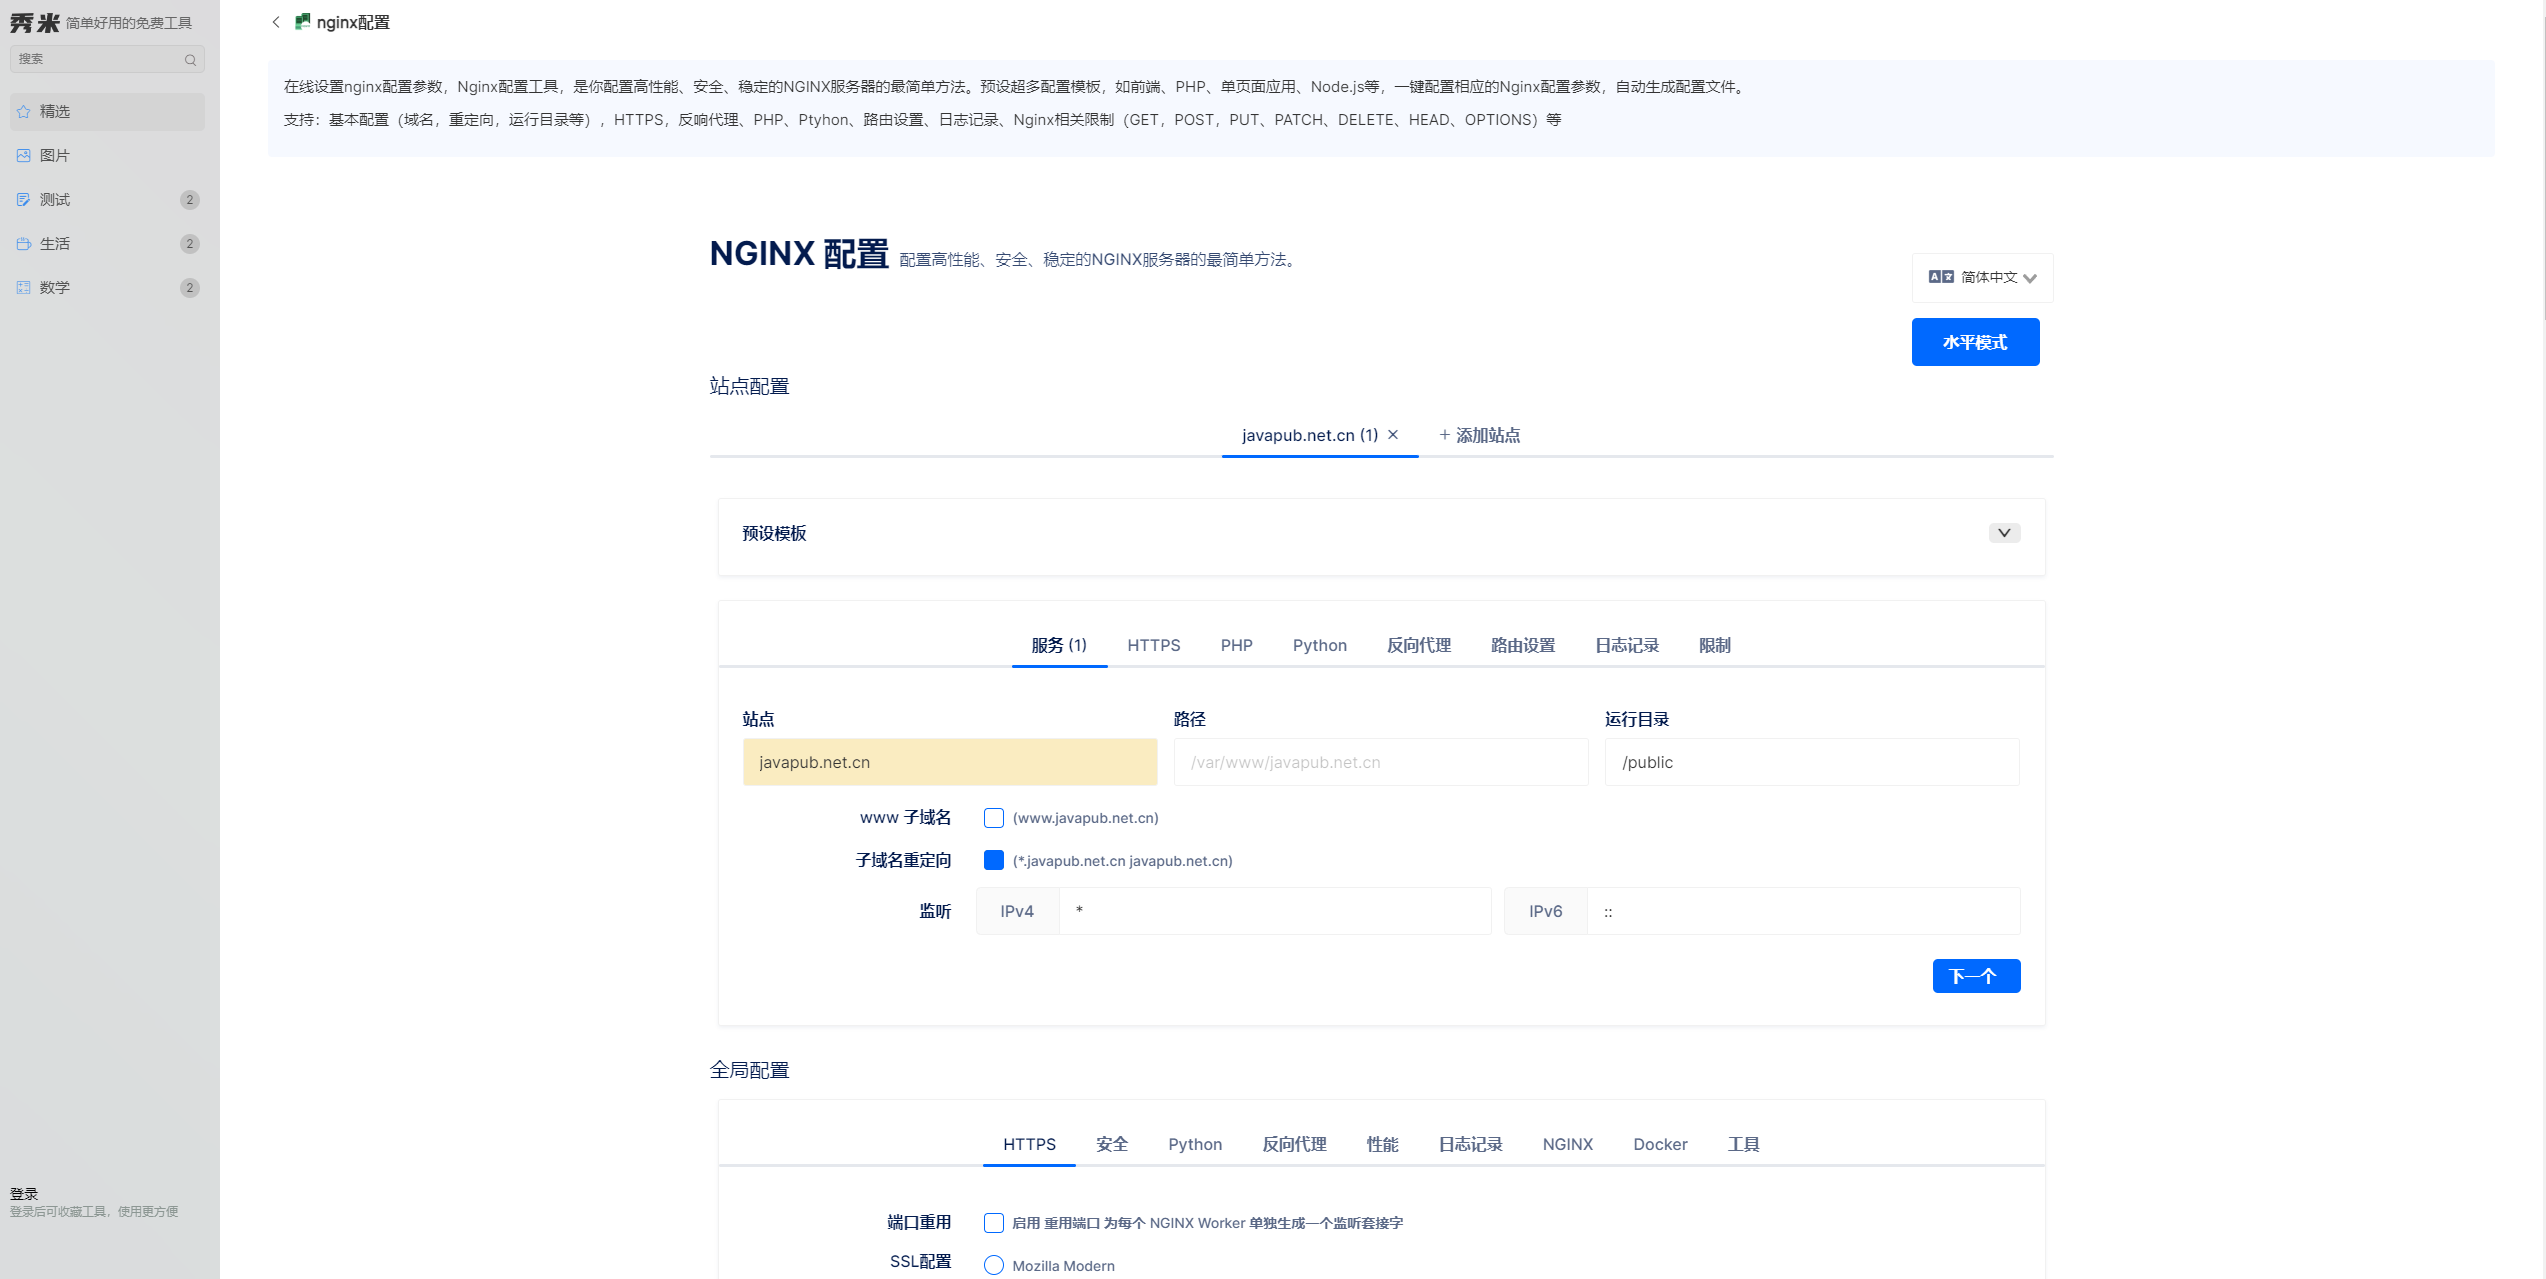 秀米 简单好用的免费工具
搜索
精选
图片
测试 2
生活 2
数学 2
登录
登录后可收藏工具，使用更方便
nginx配置
在线设置nginx配置参数，Nginx配置工具，是你配置高性能、安全、稳定的NGINX服务器的最简单方法。预设超多配置模板，如前端、PHP、单页面应用、Node.js等，一键配置相应的Nginx配置参数，自动生成配置文件。
支持：基本配置（域名，重定向，运行目录等）, HTTPS，反响代理、PHP、Ptyhon、路由设置、日志记录、Nginx相关限制（GET，POST，PUT、PATCH、DELETE、HEAD、OPTIONS）等
NGINX 配置 配置高性能、安全、稳定的NGINX服务器的最简单方法。
简体中文
水平模式
站点配置
javapub.net.cn (1) × + 添加站点
预设模板
服务 (1) HTTPS PHP Python 反向代理 路由设置 日志记录 限制
站点 路径 运行目录
javapub.net.cn /var/www/javapub.net.cn /public
www 子域名 (www.javapub.net.cn)
子域名重定向 (*.javapub.net.cn javapub.net.cn)
监听 IPv4 * IPv6 ::
下一个
全局配置
HTTPS 安全 Python 反向代理 性能 日志记录 NGINX Docker 工具
端口重用 启用 重用端口 为每个 NGINX Worker 单独生成一个监听套接字
SSL配置 Mozilla Modern